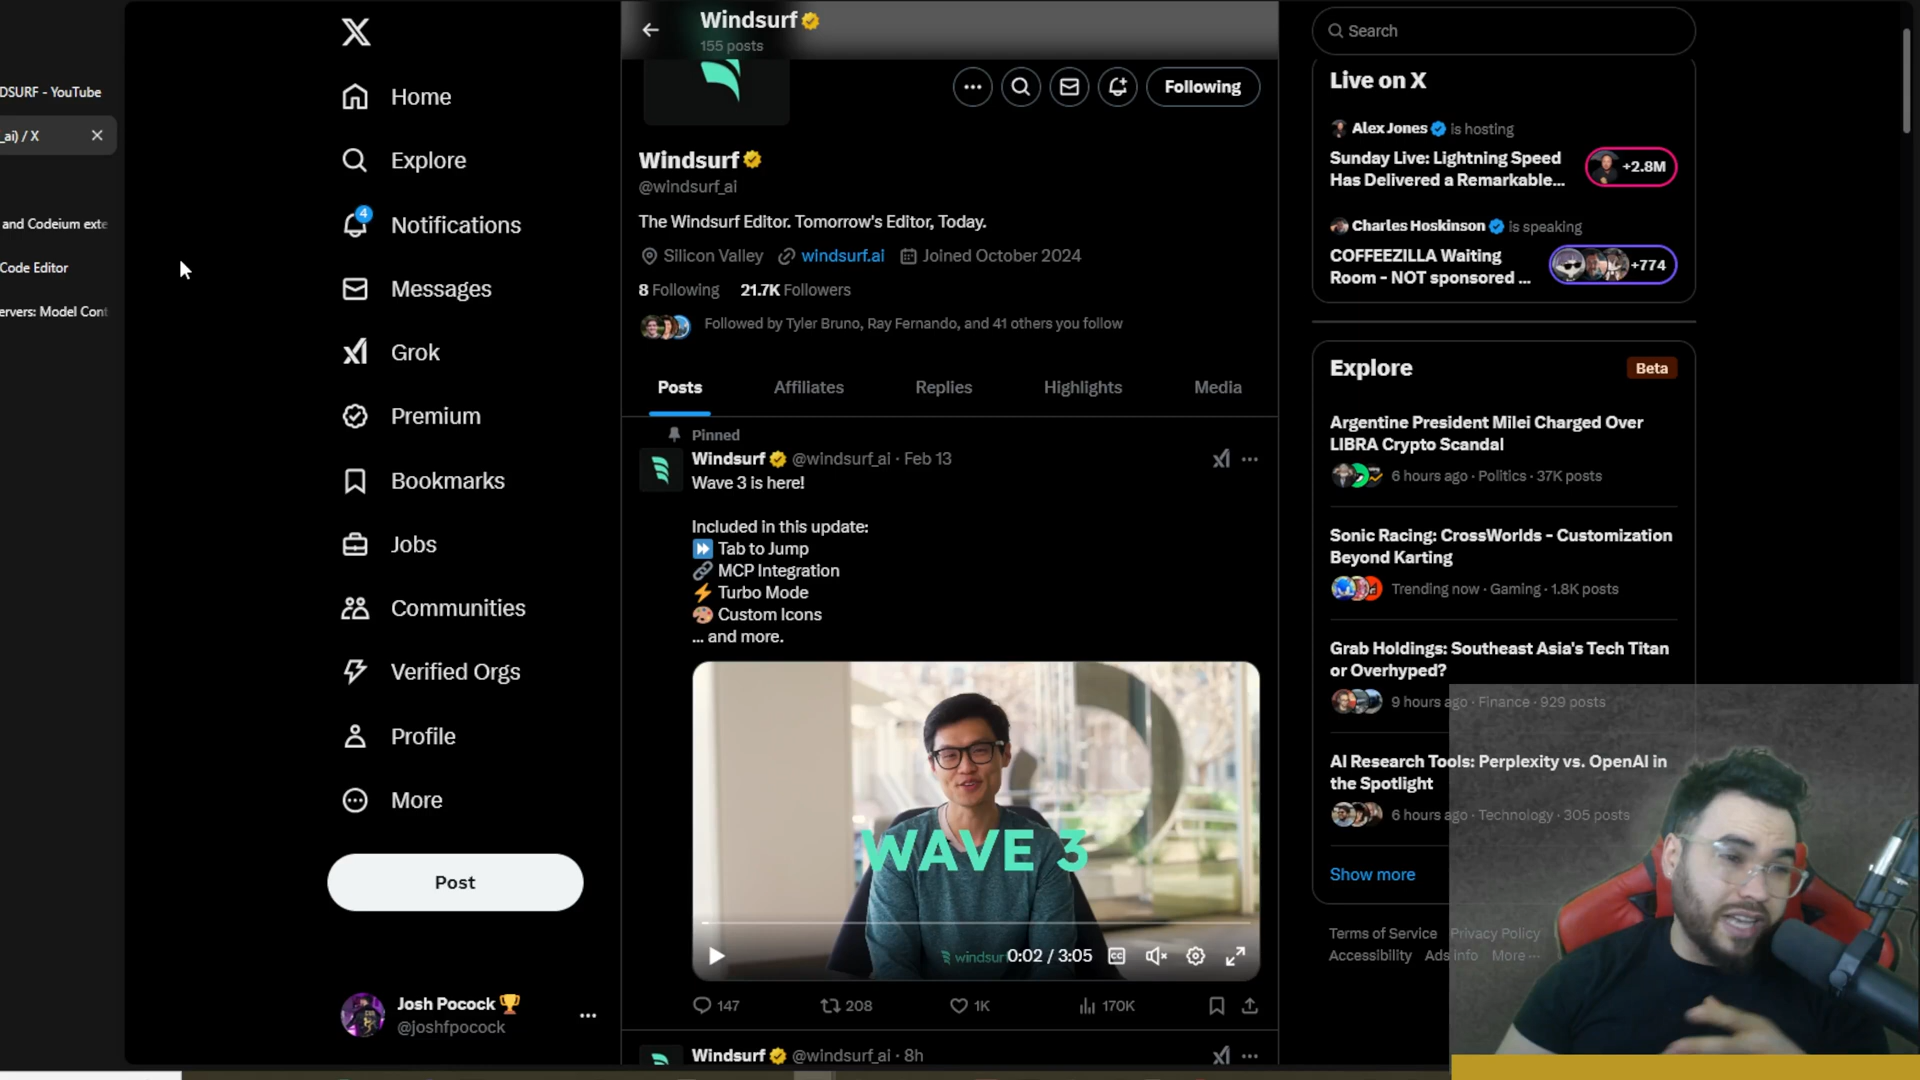 DSURF - YouTube
_ai) / X
and Codeium exte
Code Editor
ervers: Model Cont
Home
Explore
4
Notifications
Messages
Grok
Premium
Bookmarks
Jobs
Communities
Verified Orgs
Profile
More
Post
Josh Pocock 🏆
@joshfpocock
Windsurf
155 posts
Following
Windsurf
@windsurf_ai
The Windsurf Editor. Tomorrow's Editor, Today.
Silicon Valley windsurf.ai Joined October 2024
8 Following 21.7K Followers
Followed by Tyler Bruno, Ray Fernando, and 41 others you follow
Posts Affiliates Replies Highlights Media
Pinned
Windsurf @windsurf_ai · Feb 13
Wave 3 is here!
Included in this update:
⏩ Tab to Jump
🔗 MCP Integration
⚡ Turbo Mode
🎨 Custom Icons
... and more.
WAVE 3
windsurf
0:02 / 3:05
CC
147 208 1K 170K
Windsurf @windsurf_ai · 8h
Search
Live on X
Alex Jones is hosting
Sunday Live: Lightning Speed
Has Delivered a Remarkable...
+2.8M
Charles Hoskinson is speaking
COFFEEZILLA Waiting
Room - NOT sponsored ...
+774
Explore
Beta
Argentine President Milei Charged Over
LIBRA Crypto Scandal
6 hours ago · Politics · 37K posts
Sonic Racing: CrossWorlds - Customization
Beyond Karting
Trending now · Gaming · 1.8K posts
Grab Holdings: Southeast Asia's Tech Titan
or Overhyped?
9 hours ago · Finance · 929 posts
AI Research Tools: Perplexity vs. OpenAI in
the Spotlight
6 hours ago · Technology · 305 posts
Show more
Terms of Service Privacy Policy
Accessibility Ads info More ...